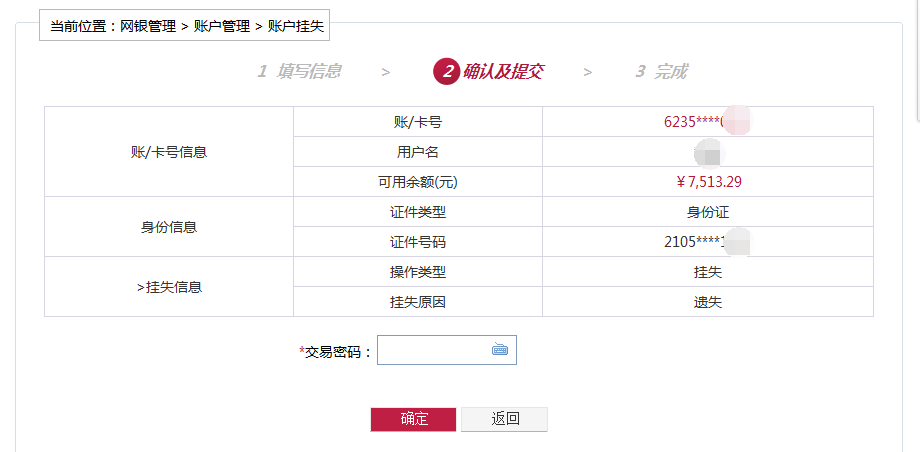 当前位置：网银管理 > 账户管理 > 账户挂失
1 填写信息 > 2 确认及提交 > 3 完成
账/卡号信息
账/卡号 6235****
用户名
可用余额(元) ￥7,513.29
身份信息
证件类型 身份证
证件号码 2105****1
>挂失信息
操作类型 挂失
挂失原因 遗失
*交易密码：
确定 返回